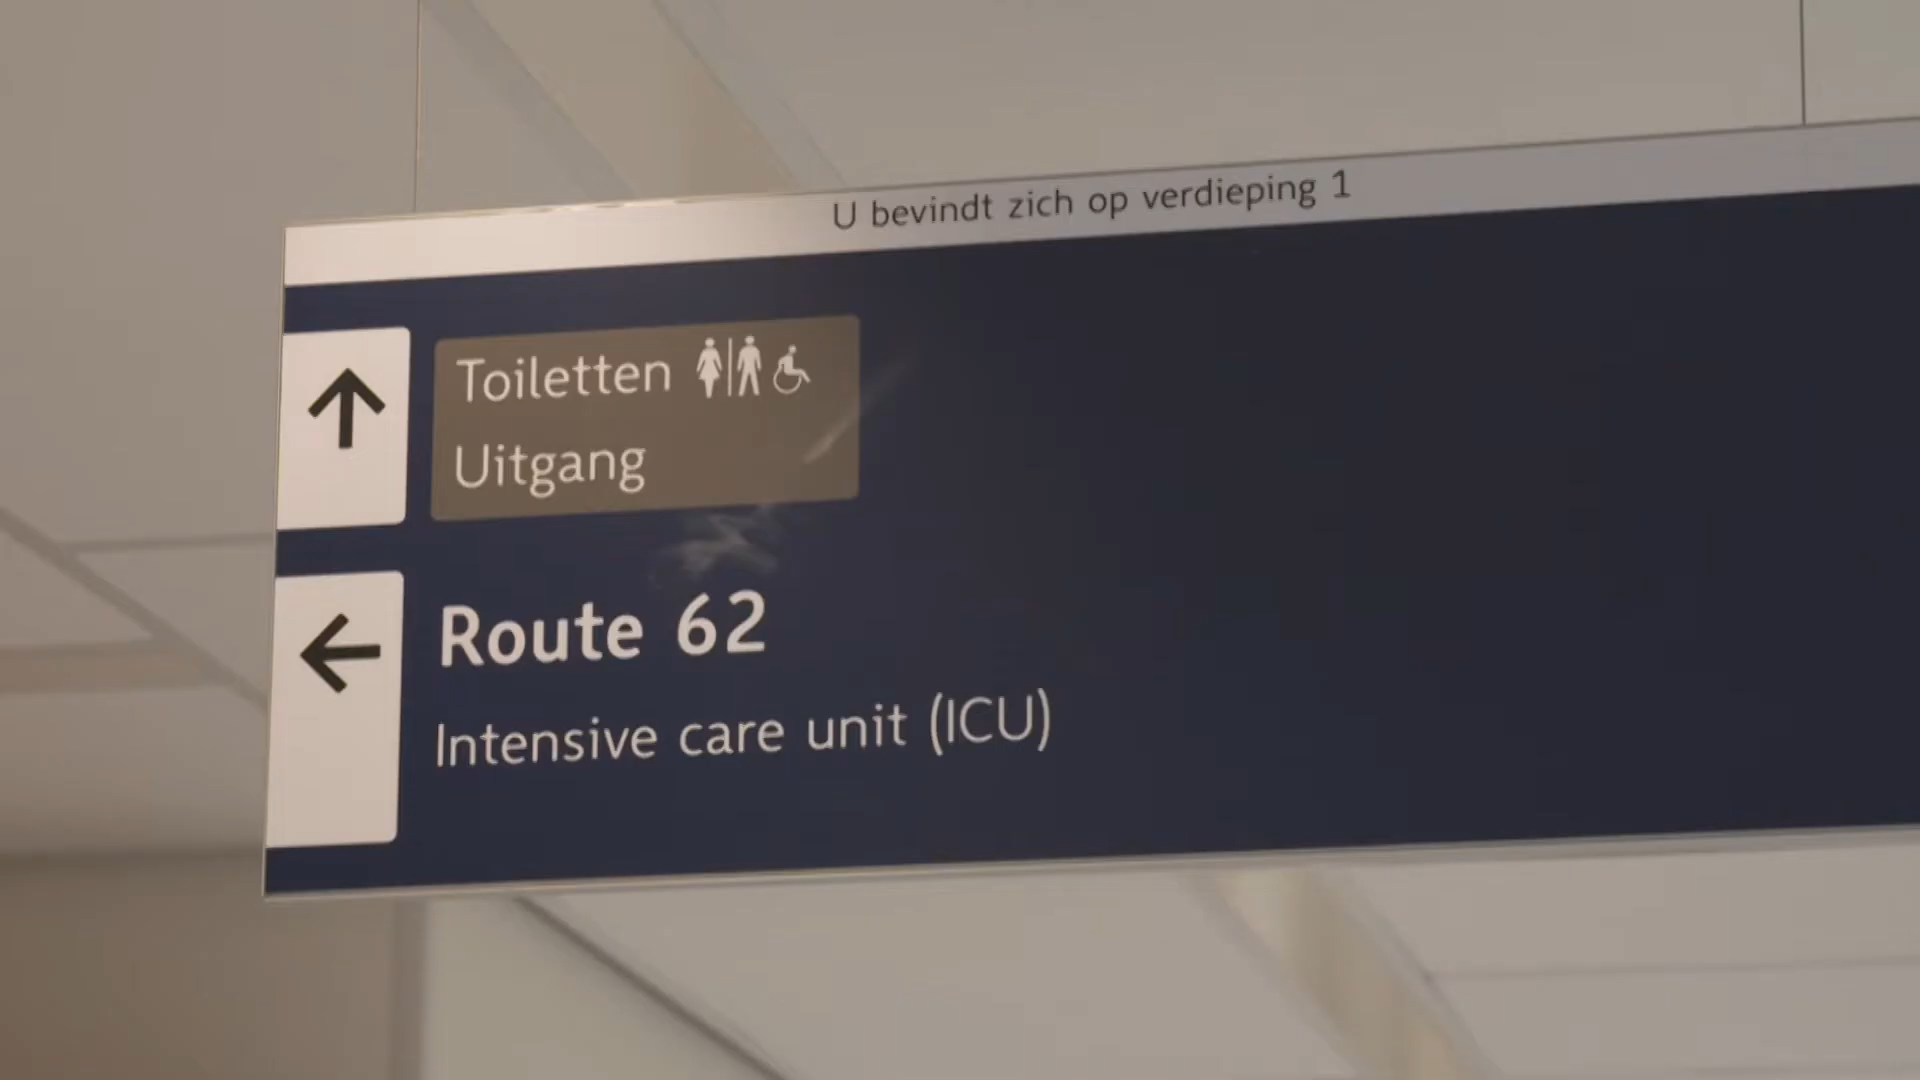 U bevindt zich op verdieping 1
Toiletten
Uitgang
Route 62
Intensive care unit (ICU)